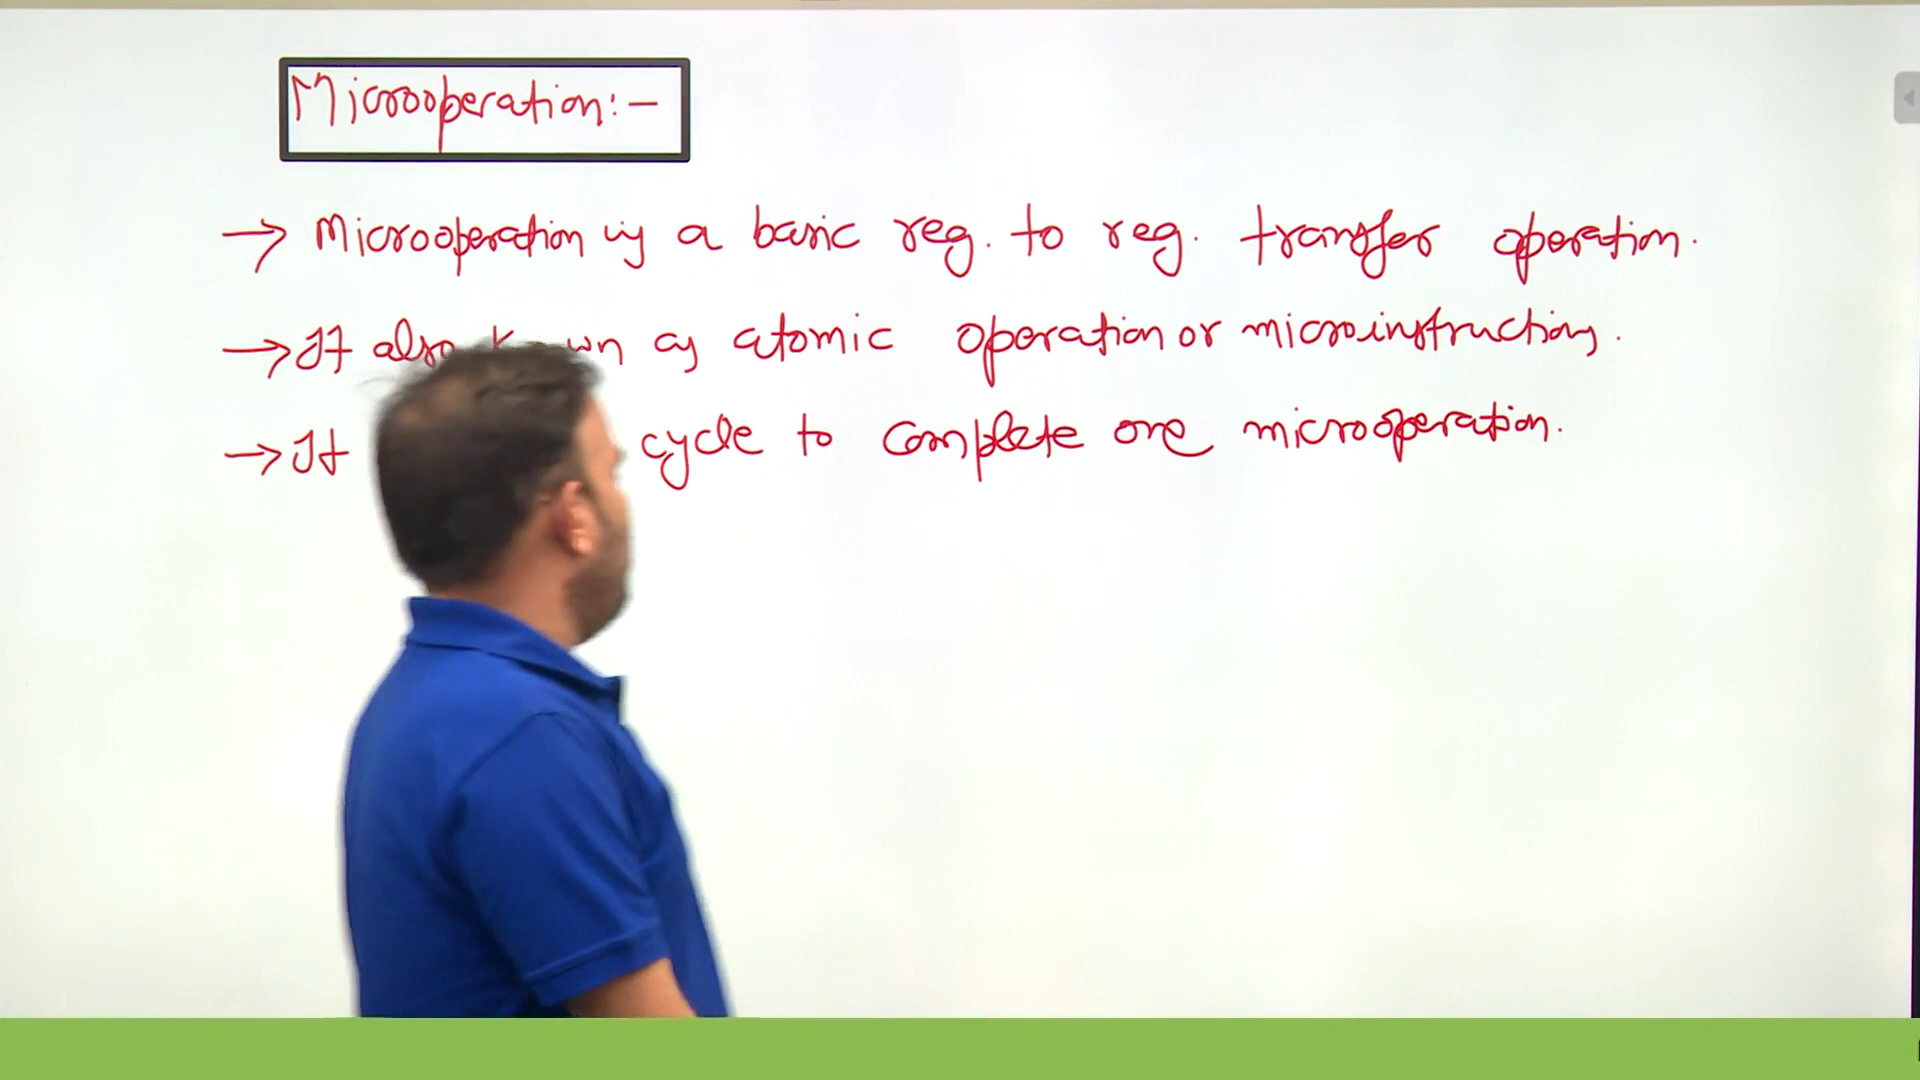 Microoperation:-
→ Microoperation is a basic reg. to reg. transfer operation.
→ It also known as atomic operation or microinstructions.
→ It cycle to complete one microoperation.